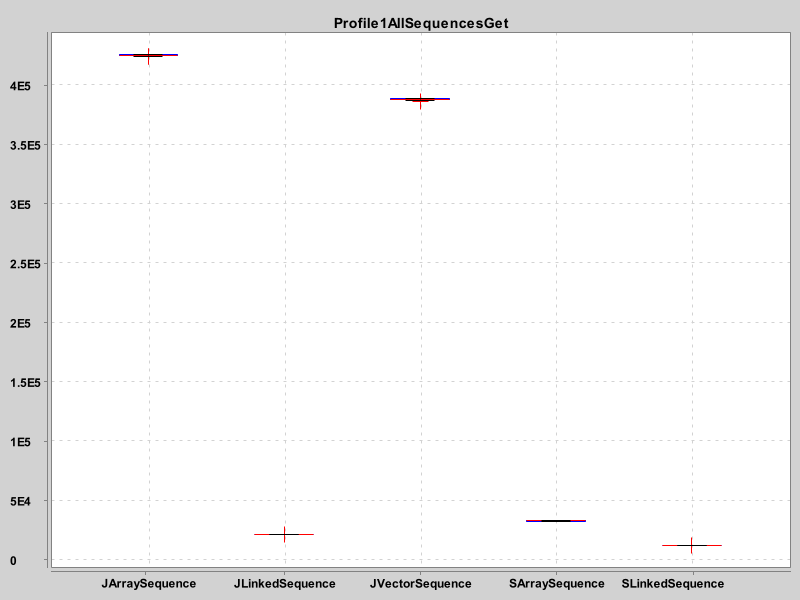 Profile1AllSequencesGet
4E5
3.5E5
3E5
2.5E5
2E5
1.5E5
1E5
5E4
0
JArraySequence JLinkedSequence JVectorSequence SArraySequence SLinkedSequence